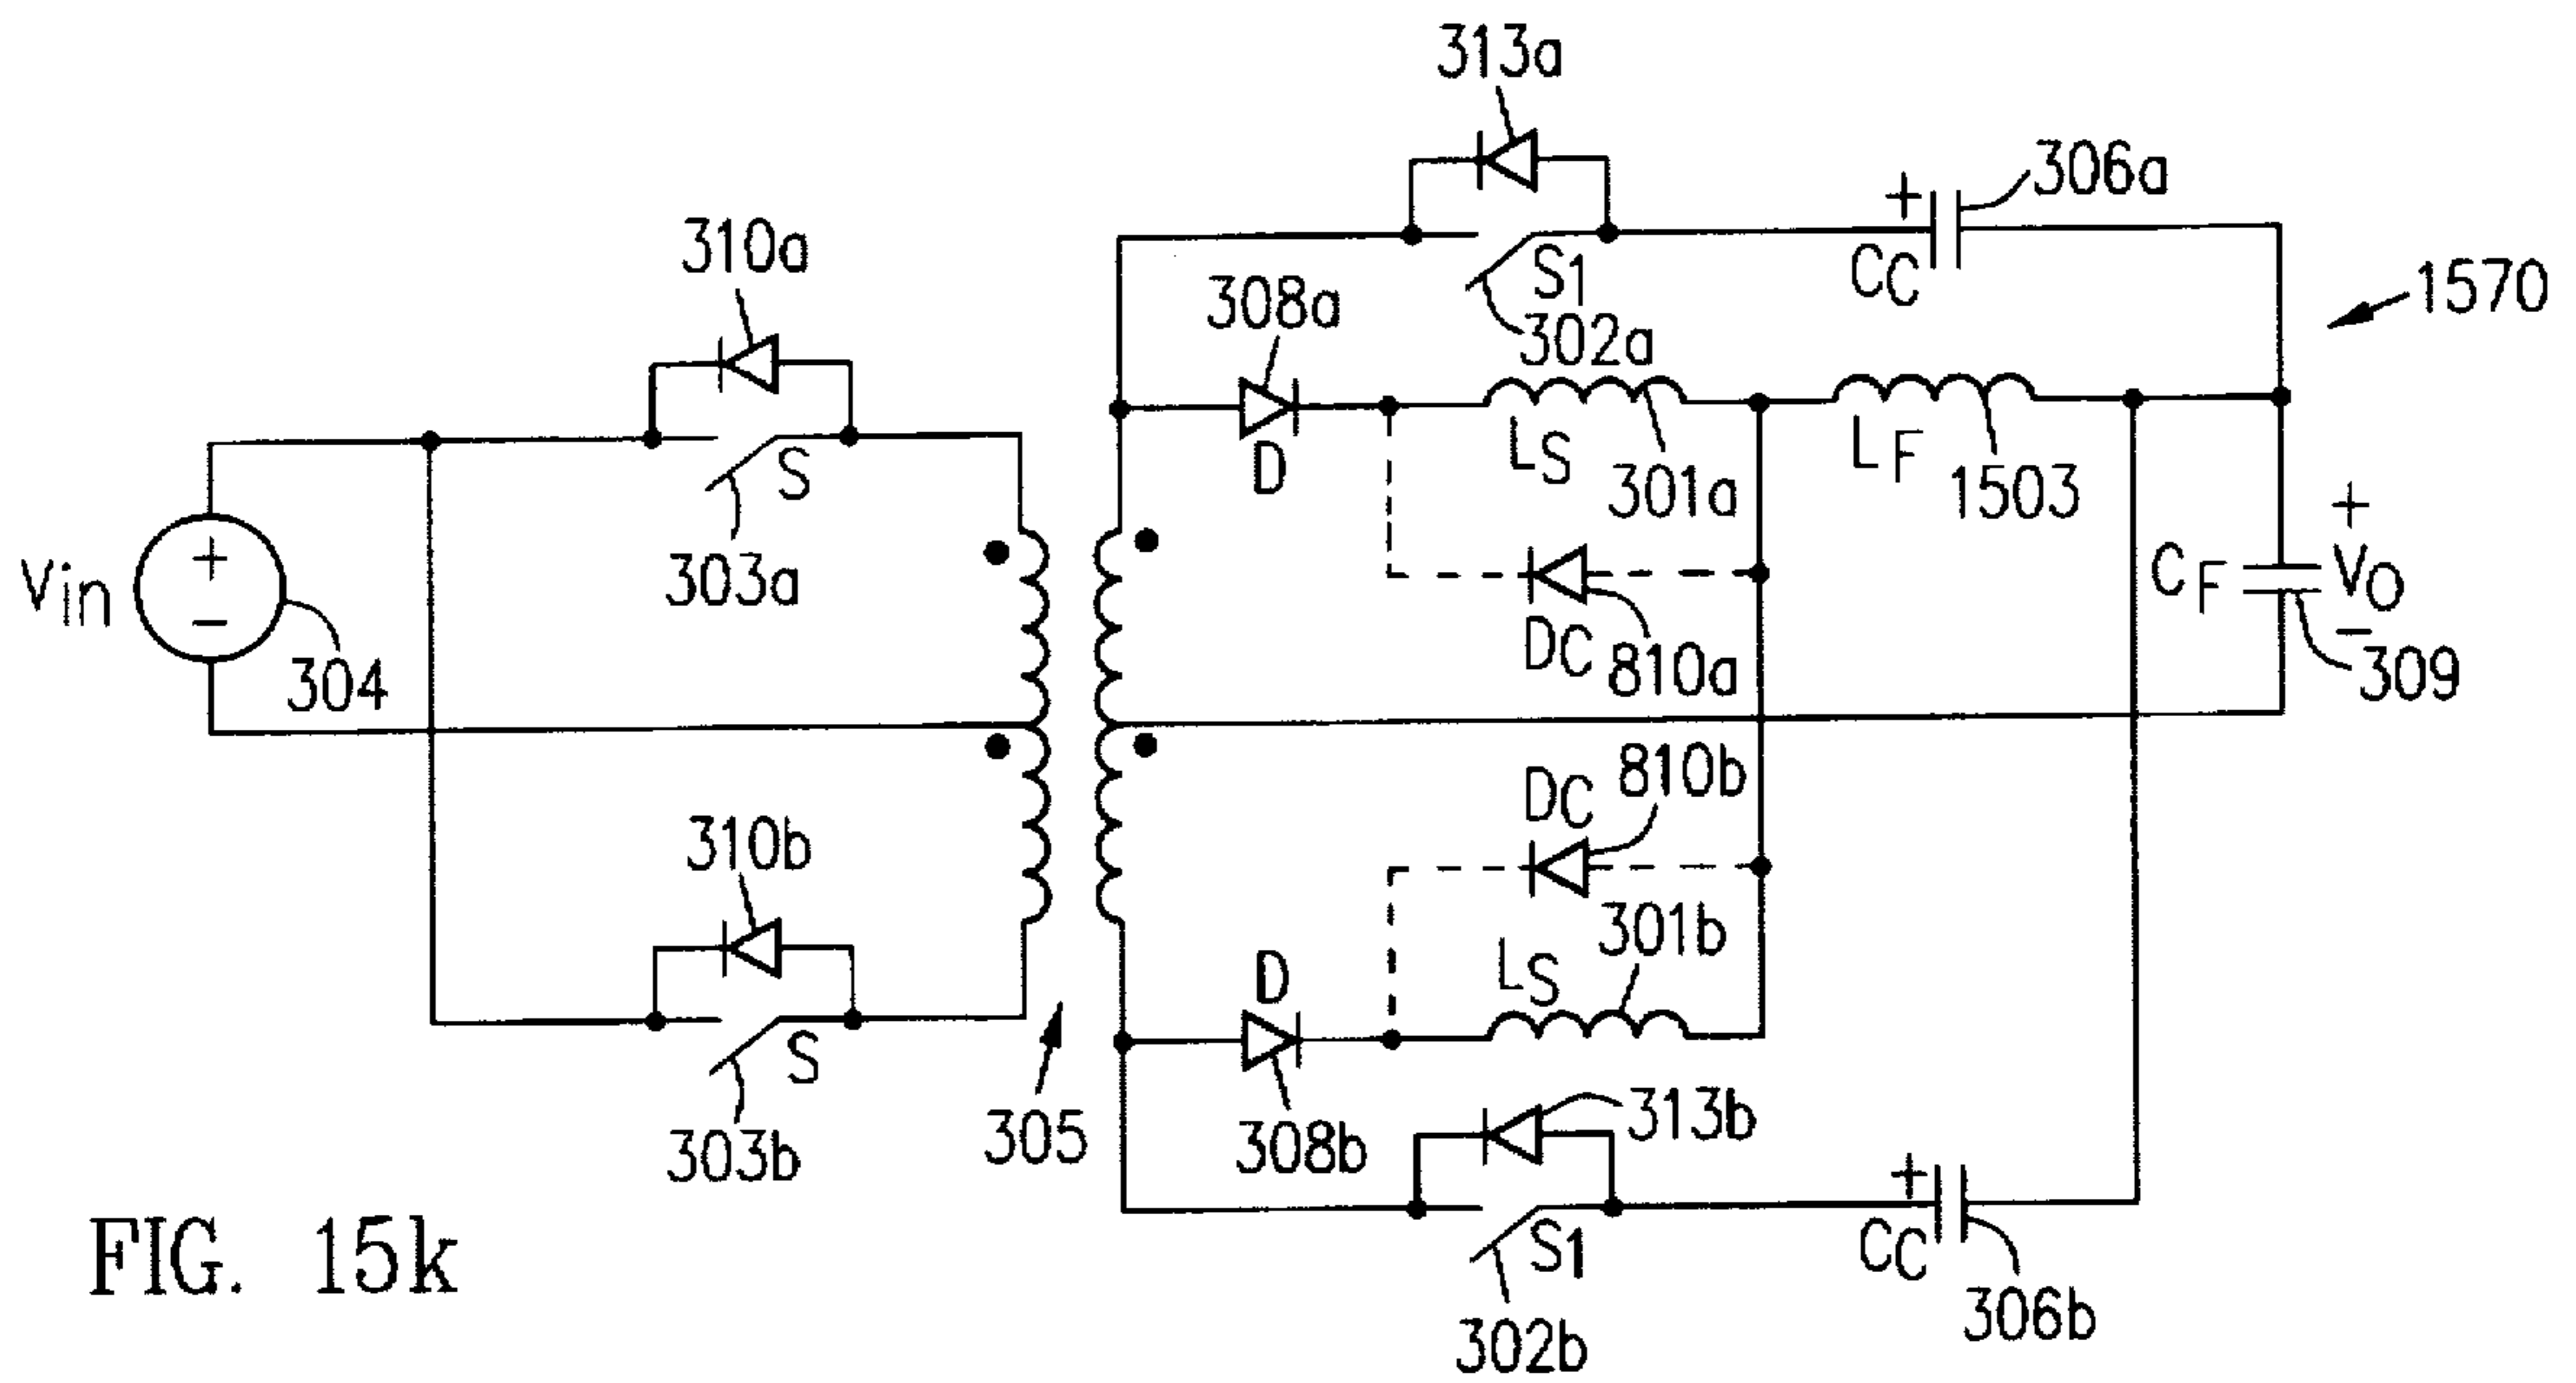 313a
306a
+
CC
S1
302a
1570
310a
308a
D
LS
301a
LF
1503
S
303a
Vin
+
−
304
CF
+
VO
−
309
DC
810a
DC
810b
310b
S
303b
305
D
308b
LS
301b
313b
S1
302b
+
CC
306b
FIG. 15k